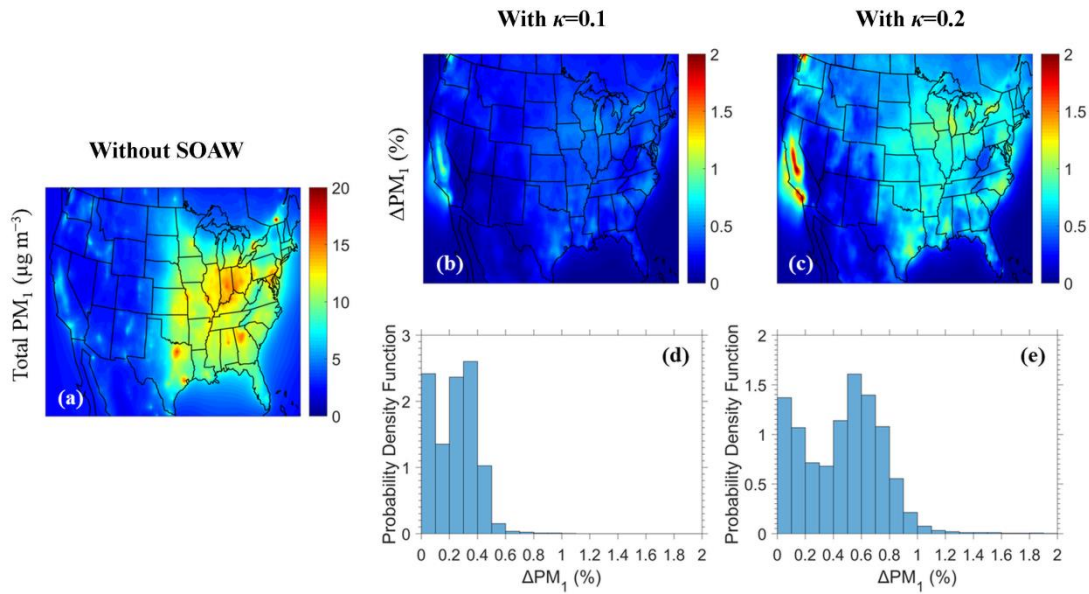 With κ=0.1
With κ=0.2
Without SOAW
Total PM₁ (µg m⁻³)
20
15
10
5
0
(a)
ΔPM₁ (%)
2
1.5
1
0.5
0
(b)
2
1.5
1
0.5
0
(c)
Probability Density Function
3
2
1
0
(d)
0 0.2 0.4 0.6 0.8 1 1.2 1.4 1.6 1.8 2
ΔPM₁ (%)
Probability Density Function
2
1.5
1
0.5
0
(e)
0 0.2 0.4 0.6 0.8 1 1.2 1.4 1.6 1.8 2
ΔPM₁ (%)